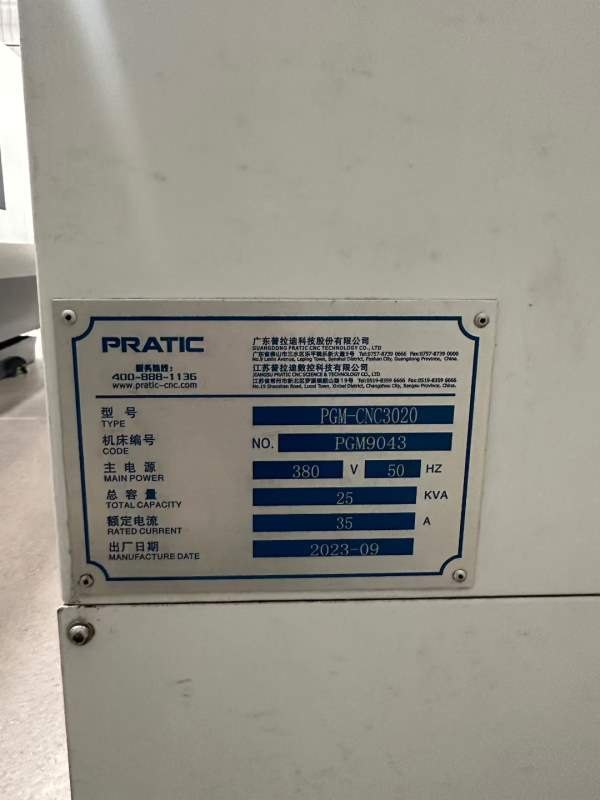 PRATIC
服务热线:
400-888-1136
www.pratic-cnc.com
广东普拉迪科技股份有限公司
GUANGDONG PRATIC CNC TECHNOLOGY CO., LTD
江苏普拉迪数控科技有限公司
JIANGSU PRATIC CNC SCIENCE & TECHNOLOGY CO., LTD
型 号 PGM-CNC3020
TYPE
机床编号 NO. PGM9043
CODE
主 电 源 380 V 50 HZ
MAIN POWER
总 容 量 25 KVA
TOTAL CAPACITY
额定电流 35 A
RATED CURRENT
出厂日期 2023-09
MANUFACTURE DATE